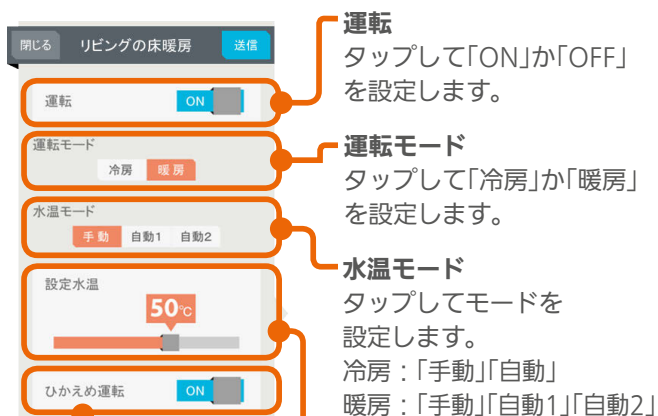 閉じる リビングの床暖房 送信
運転 ON
運転モード
冷房 暖房
水温モード
手動 自動1 自動2
設定水温
50℃
ひかえめ運転 ON
運転
タップして「ON」か「OFF」
を設定します。
運転モード
タップして「冷房」か「暖房」
を設定します。
水温モード
タップしてモードを
設定します。
冷房：「手動」「自動」
暖房：「手動」「自動1」「自動2」